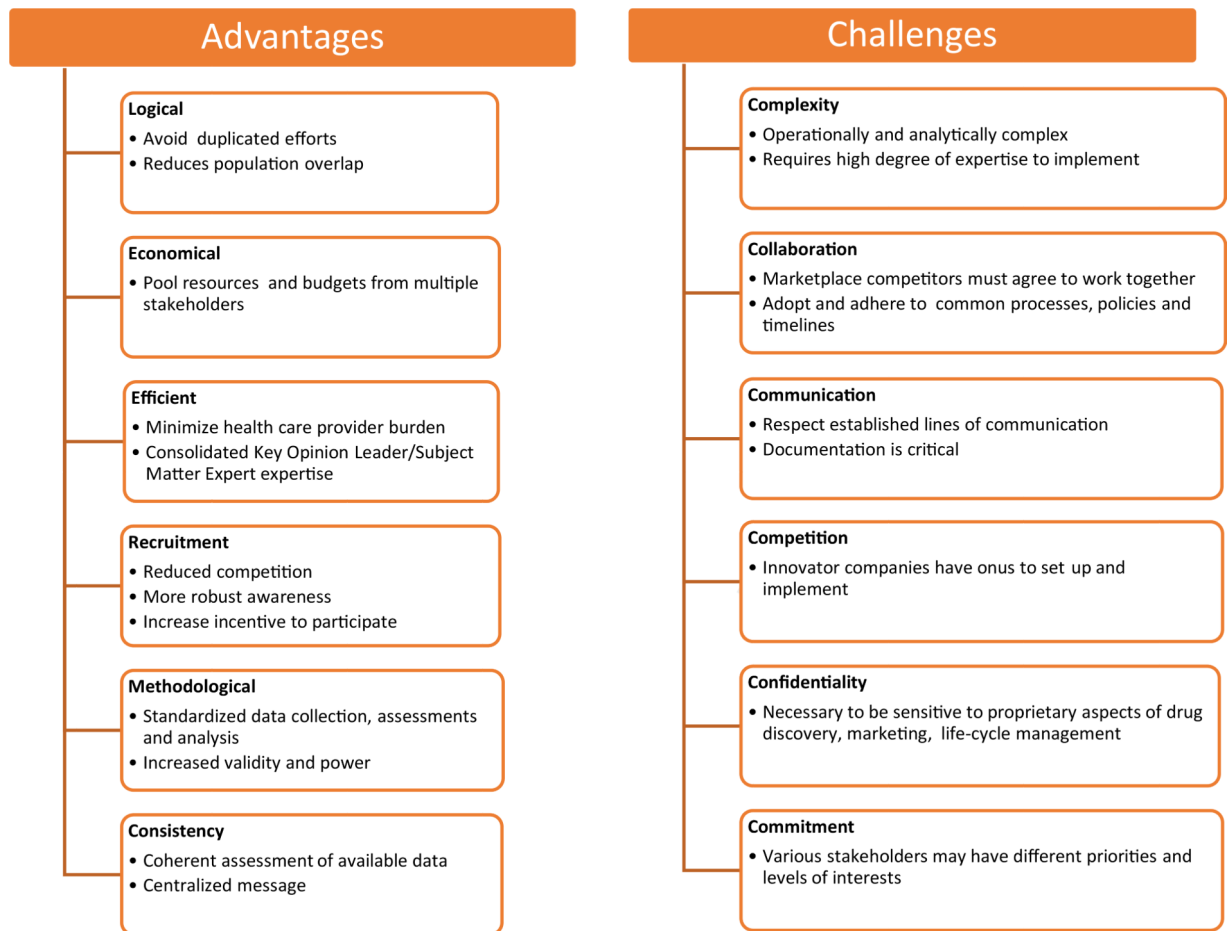 Advantages
Logical
• Avoid duplicated efforts
• Reduces population overlap
Economical
• Pool resources and budgets from multiple
stakeholders
Efficient
• Minimize health care provider burden
• Consolidated Key Opinion Leader/Subject
Matter Expert expertise
Recruitment
• Reduced competition
• More robust awareness
• Increase incentive to participate
Methodological
• Standardized data collection, assessments
and analysis
• Increased validity and power
Consistency
• Coherent assessment of available data
• Centralized message
Challenges
Complexity
• Operationally and analytically complex
• Requires high degree of expertise to implement
Collaboration
• Marketplace competitors must agree to work together
• Adopt and adhere to common processes, policies and
timelines
Communication
• Respect established lines of communication
• Documentation is critical
Competition
• Innovator companies have onus to set up and
implement
Confidentiality
• Necessary to be sensitive to proprietary aspects of drug
discovery, marketing, life-cycle management
Commitment
• Various stakeholders may have different priorities and
levels of interests